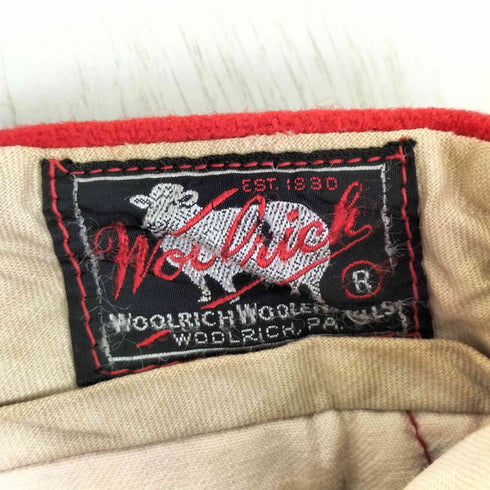 EST. 1830
Woolrich
R
WOOLRICH WOOLEN MILLS
WOOLRICH, PA.